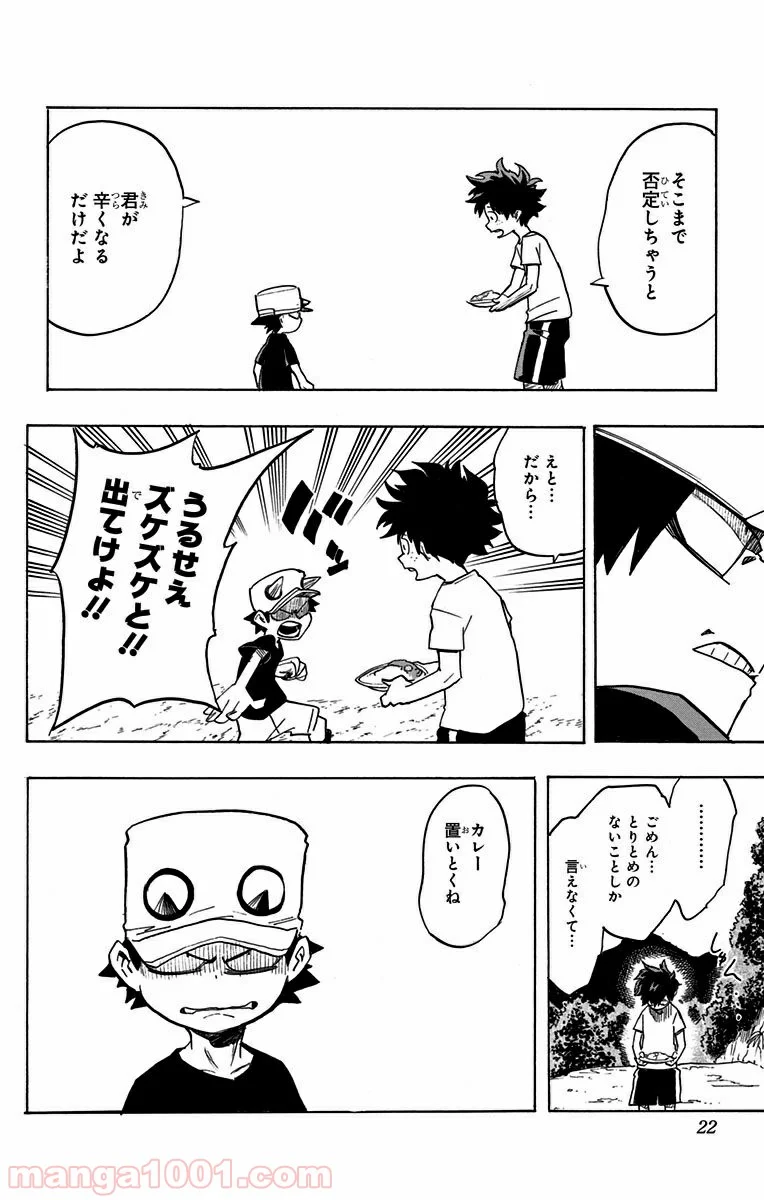 そこまで
否定しちゃうと
君が
辛くなる
だけだよ
えと…
だから…
バッ
うるせえ
ズケズケと!!
出てけよ!!
…………
ごめん…
とりとめの
ないことしか
言えなくて…
カレー
置いとくね
22
manga1001.com